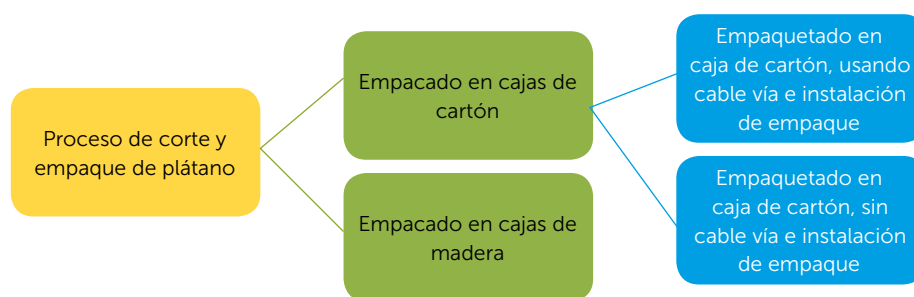 Proceso de corte y
empaque de plátano
Empacado en cajas de
cartón
Empacado en cajas de
madera
Empaquetado en
caja de cartón, usando
cable vía e instalación
de empaque
Empaquetado en
caja de cartón, sin
cable vía e instalación
de empaque